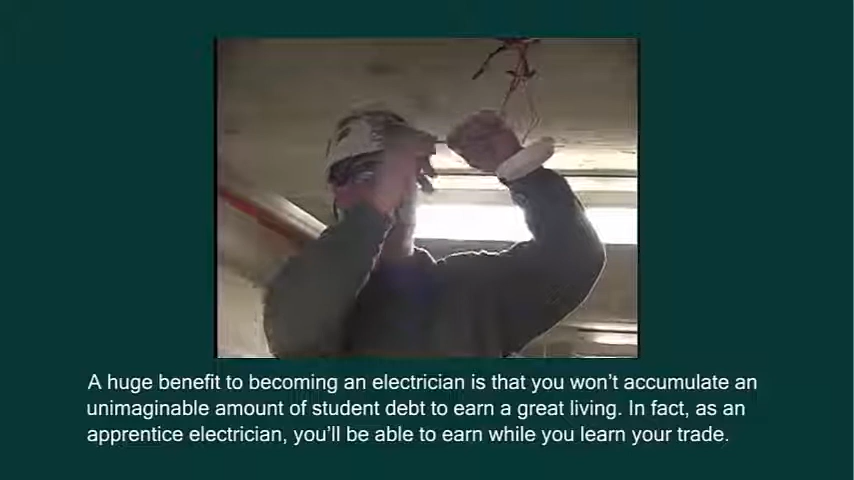 A huge benefit to becoming an electrician is that you won’t accumulate an
unimaginable amount of student debt to earn a great living. In fact, as an
apprentice electrician, you’ll be able to earn while you learn your trade.